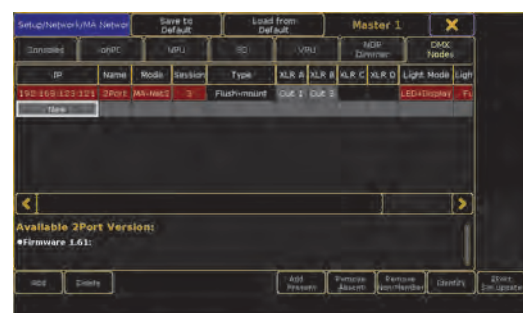 Setup/Network/MA Networ
Save to Default
Load from Default
Master 1
Consoles
onPC
NPU
3D
VPU
NDP Dimmer
DMX Nodes
IP Name Mode Session Type XLR A XLR B XLR C XLR D Light Mode Ligh
192.168.123.121 2Port MA-Net2 3 Flush-mount Out 1 Out 2 LED+Display Fu
New
Available 2Port Version:
•Firmware 1.61:
Add
Delete
Add Present
Remove Absent
Remove NonMember
Identify